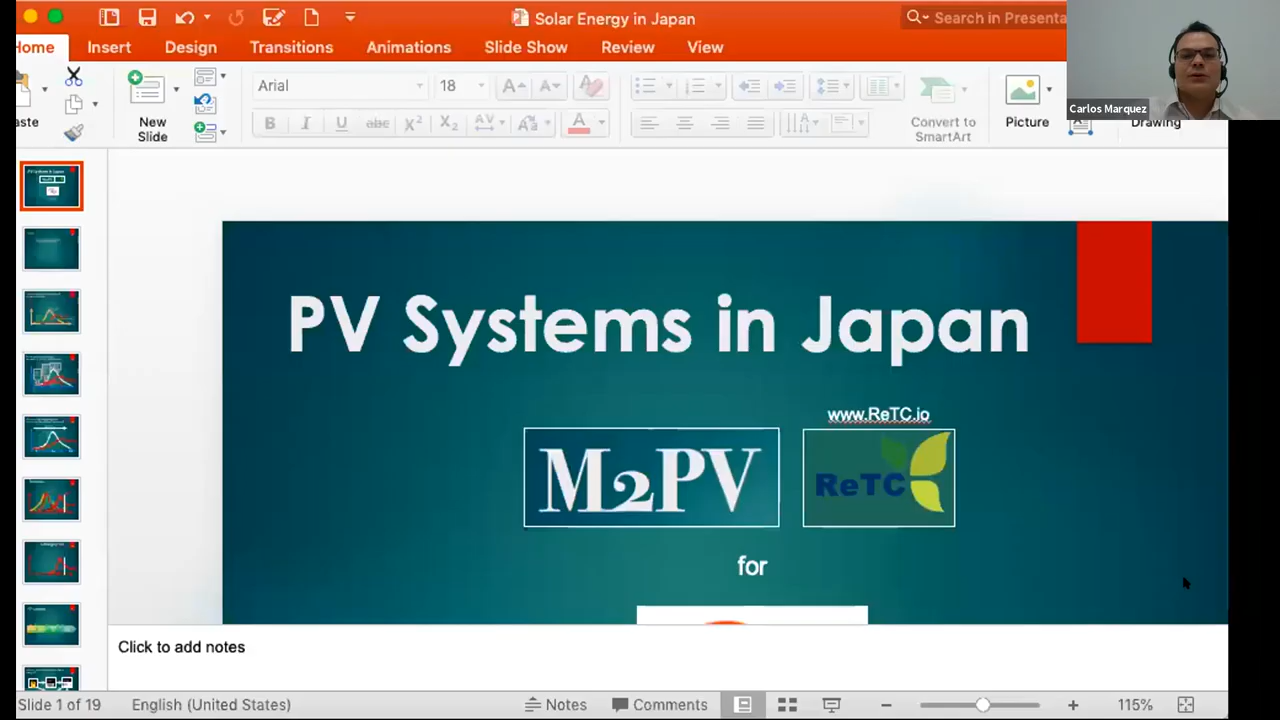 Solar Energy in Japan
Search in Presenta
Home
Insert
Design
Transitions
Animations
Slide Show
Review
View
Carlos Marquez
aste
New
Slide
Arial
18
Convert to
SmartArt
Picture
Drawing
PV Systems in Japan
www.ReTC.io
M2PV
ReTC
for
Click to add notes
Slide 1 of 19
English (United States)
Notes
Comments
115%